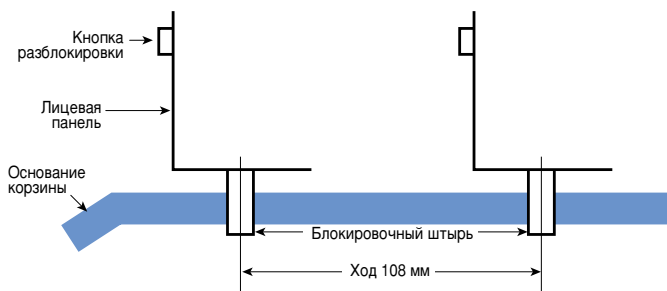 Кнопка
разблокировки
Лицевая
панель
Основание
корзины
Блокировочный штырь
Ход 108 мм